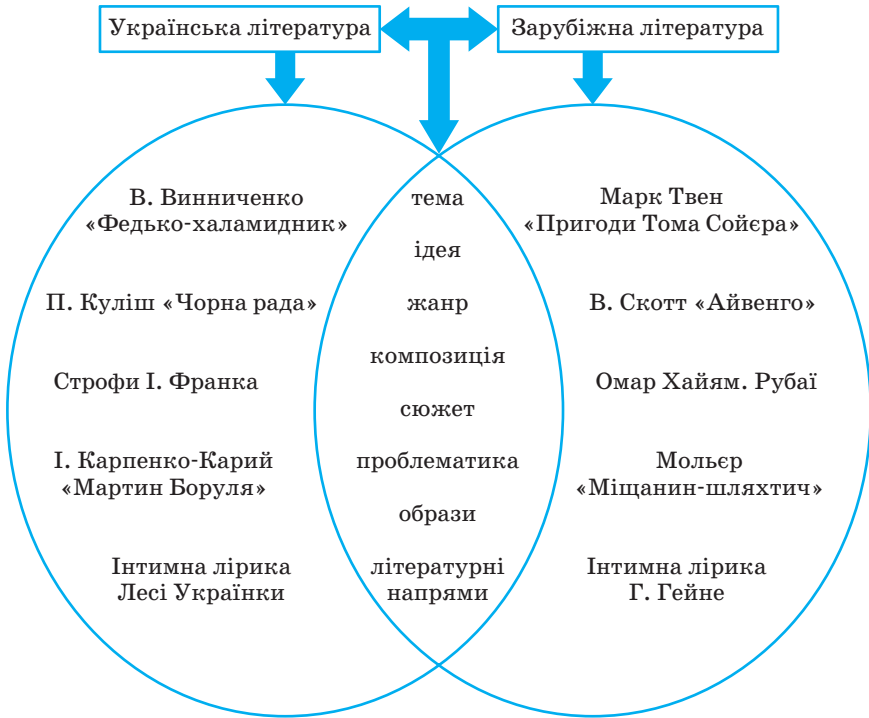 Українська література
Зарубіжна література
В. Винниченко
«Федько-халамидник»
П. Куліш «Чорна рада»
Строфи І. Франка
І. Карпенко-Карий
«Мартин Боруля»
Інтимна лірика
Лесі Українки
тема
ідея
жанр
композиція
сюжет
проблематика
образи
літературні
напрями
Марк Твен
«Пригоди Тома Сойєра»
В. Скотт «Айвенго»
Омар Хайям. Рубаї
Мольєр
«Міщанин-шляхтич»
Інтимна лірика
Г. Гейне